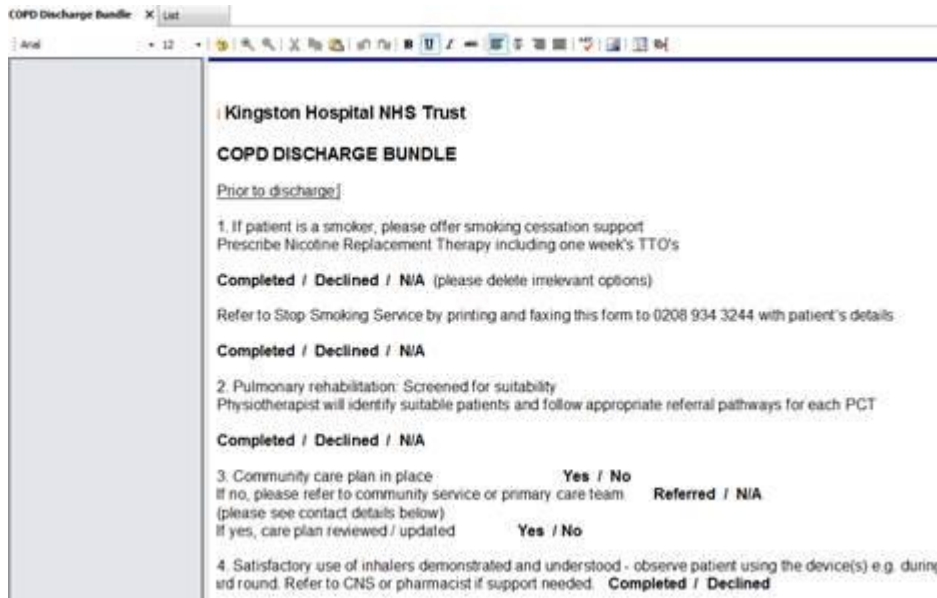 COPD Discharge Bundle X List
Arial 12
Kingston Hospital NHS Trust
COPD DISCHARGE BUNDLE
Prior to discharge
1. If patient is a smoker, please offer smoking cessation support
Prescribe Nicotine Replacement Therapy including one week's TTO's
Completed / Declined / N/A (please delete irrelevant options)
Refer to Stop Smoking Service by printing and faxing this form to 0208 934 3244 with patient's details
Completed / Declined / N/A
2. Pulmonary rehabilitation: Screened for suitability
Physiotherapist will identify suitable patients and follow appropriate referral pathways for each PCT
Completed / Declined / N/A
3. Community care plan in place Yes / No
If no, please refer to community service or primary care team Referred / N/A
(please see contact details below)
If yes, care plan reviewed / updated Yes / No
4. Satisfactory use of inhalers demonstrated and understood - observe patient using the device(s) e.g. during
ard round. Refer to CNS or pharmacist if support needed. Completed / Declined